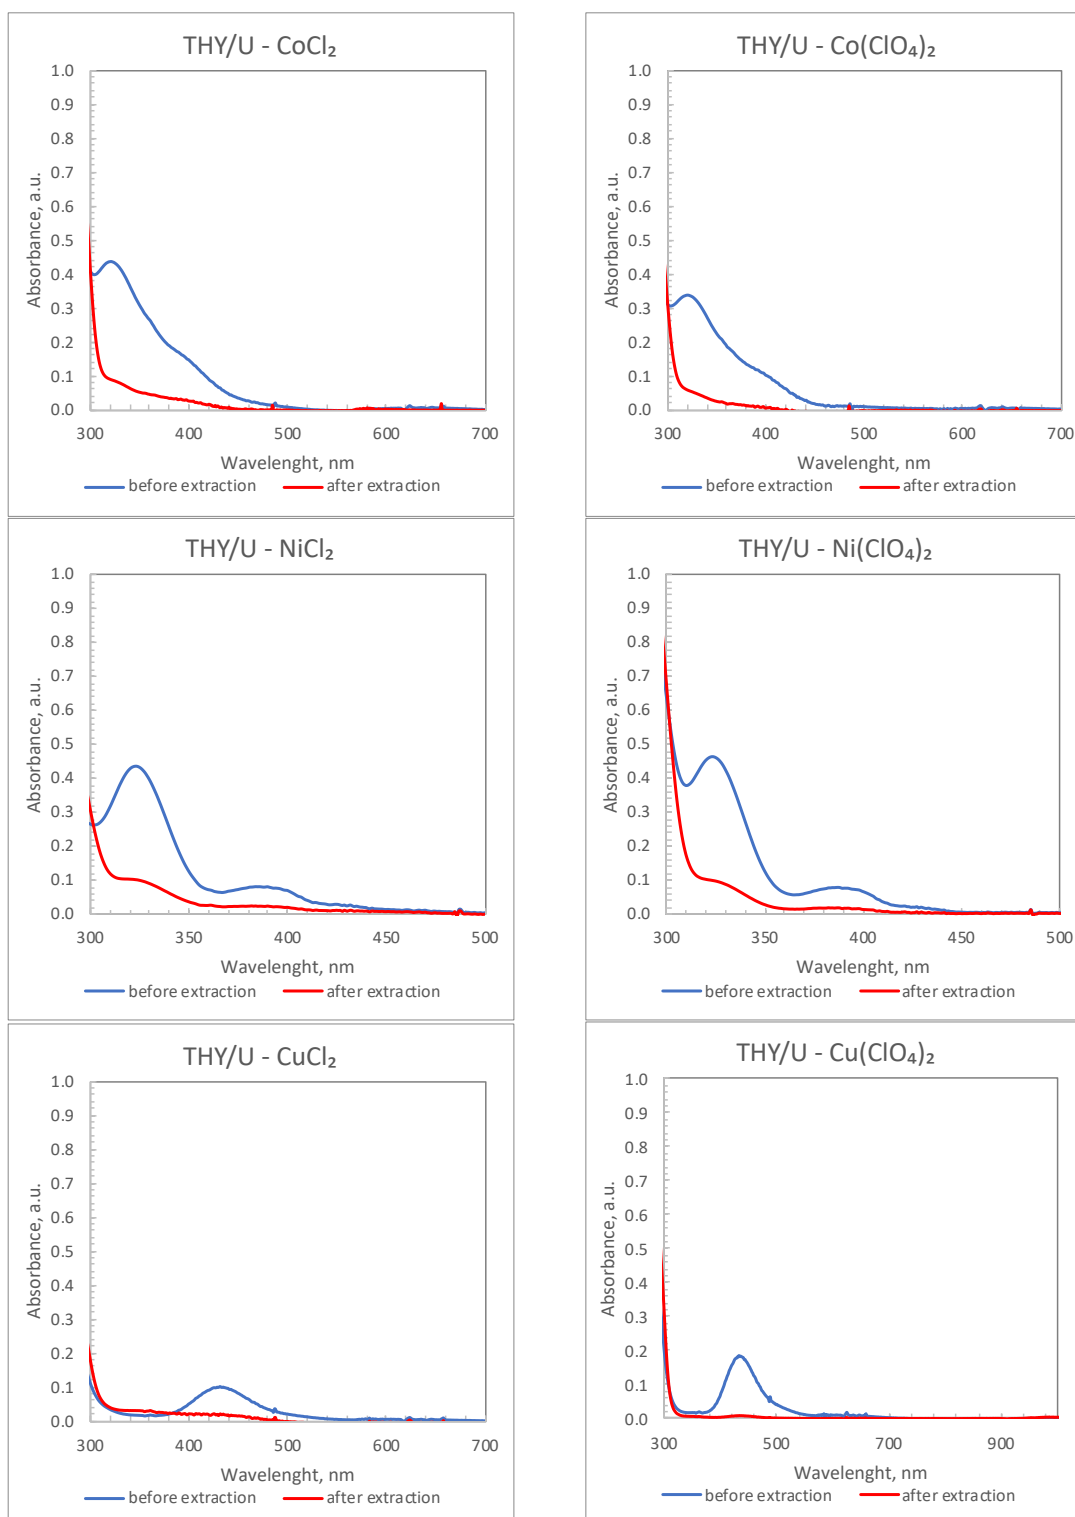 THY/U - CoCl₂
1.0
0.9
0.8
0.7
0.6
0.5
0.4
0.3
0.2
0.1
0.0
Absorbance, a.u.
300 400 500 600 700
Wavelenght, nm
before extraction after extraction
THY/U - Co(ClO₄)₂
1.0
0.9
0.8
0.7
0.6
0.5
0.4
0.3
0.2
0.1
0.0
Absorbance, a.u.
300 400 500 600 700
Wavelenght, nm
before extraction after extraction
THY/U - NiCl₂
1.0
0.9
0.8
0.7
0.6
0.5
0.4
0.3
0.2
0.1
0.0
Absorbance, a.u.
300 350 400 450 500
Wavelenght, nm
before extraction after extraction
THY/U - Ni(ClO₄)₂
1.0
0.9
0.8
0.7
0.6
0.5
0.4
0.3
0.2
0.1
0.0
Absorbance, a.u.
300 350 400 450 500
Wavelenght, nm
before extraction after extraction
THY/U - CuCl₂
1.0
0.9
0.8
0.7
0.6
0.5
0.4
0.3
0.2
0.1
0.0
Absorbance, a.u.
300 400 500 600 700
Wavelenght, nm
before extraction after extraction
THY/U - Cu(ClO₄)₂
1.0
0.9
0.8
0.7
0.6
0.5
0.4
0.3
0.2
0.1
0.0
Absorbance, a.u.
300 500 700 900
Wavelenght, nm
before extraction after extraction